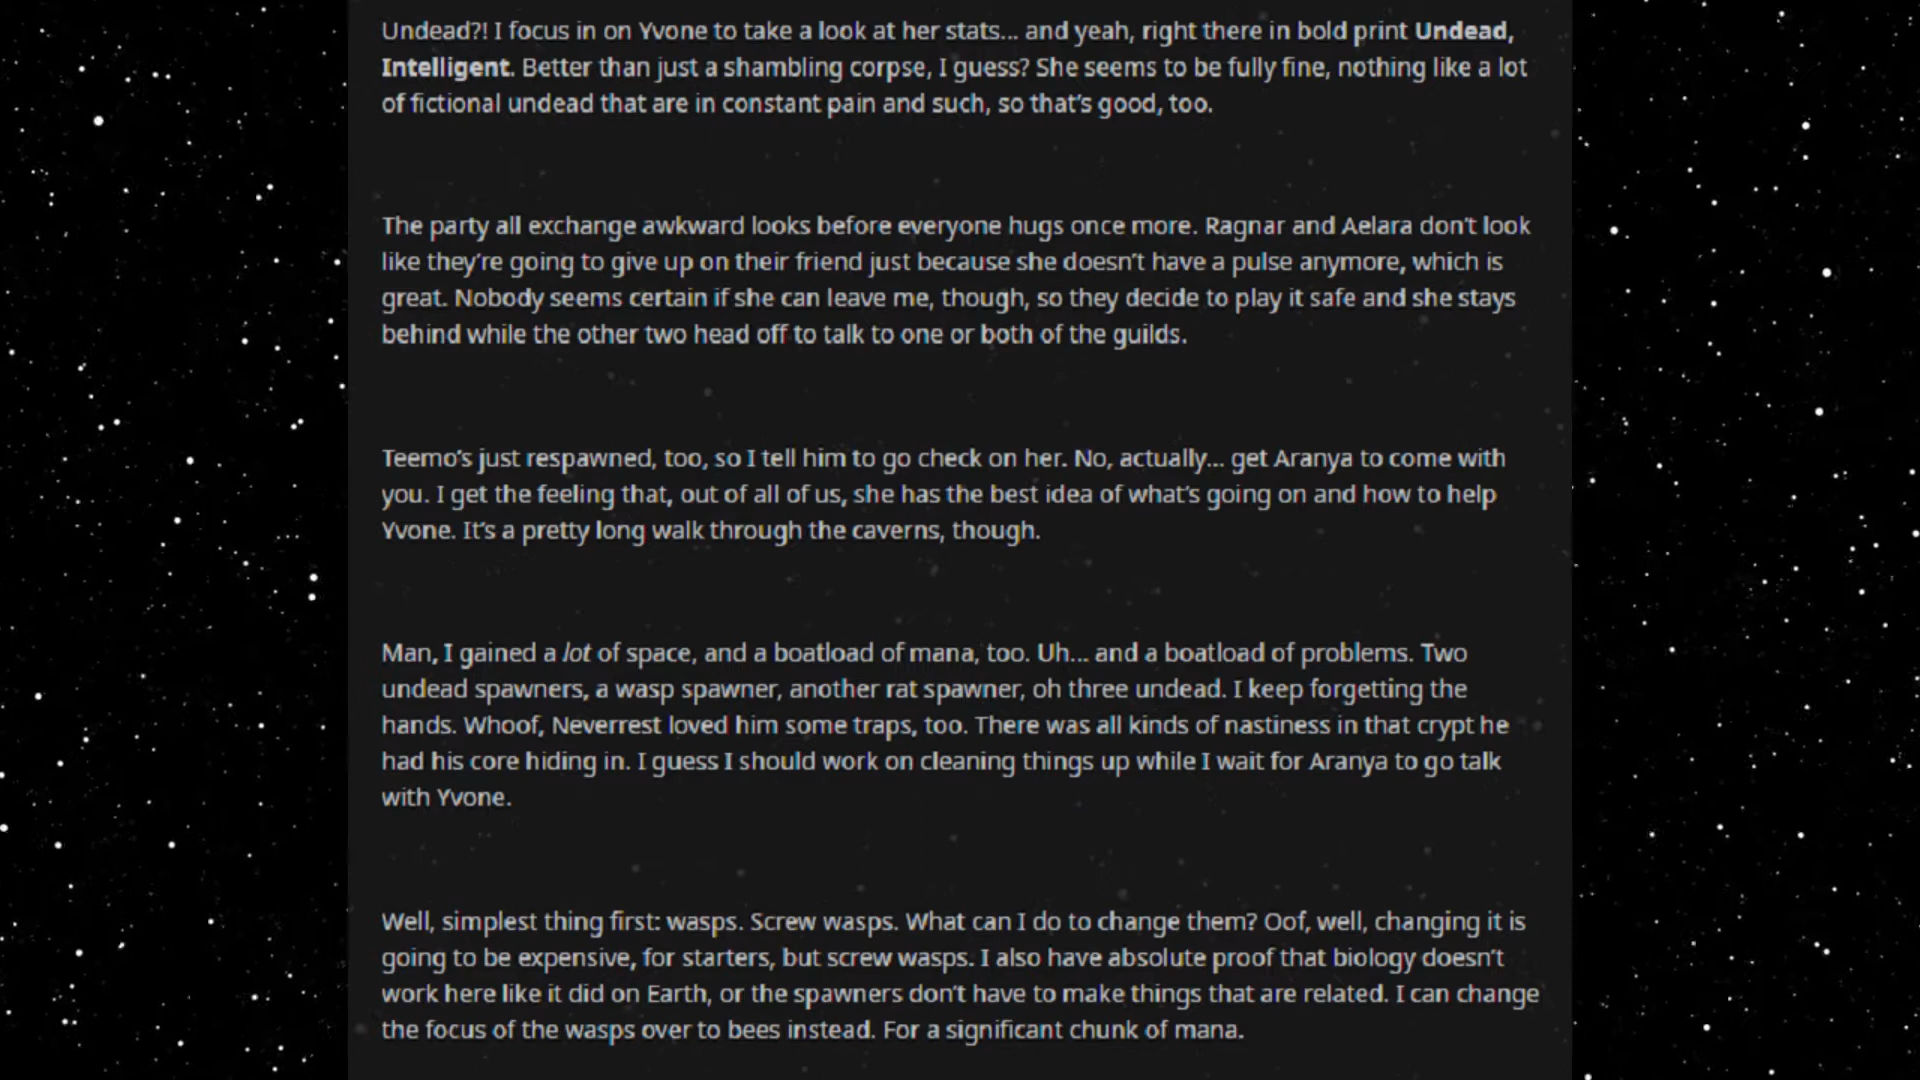 Undead?! I focus in on Yvone to take a look at her stats... and yeah, right there in bold print Undead,
Intelligent. Better than just a shambling corpse, I guess? She seems to be fully fine, nothing like a lot
of fictional undead that are in constant pain and such, so that's good, too.
The party all exchange awkward looks before everyone hugs once more. Ragnar and Aelara don't look
like they're going to give up on their friend just because she doesn't have a pulse anymore, which is
great. Nobody seems certain if she can leave me, though, so they decide to play it safe and she stays
behind while the other two head off to talk to one or both of the guilds.
Teemo's just respawned, too, so I tell him to go check on her. No, actually... get Aranya to come with
you. I get the feeling that, out of all of us, she has the best idea of what's going on and how to help
Yvone. It's a pretty long walk through the caverns, though.
Man, I gained a lot of space, and a boatload of mana, too. Uh... and a boatload of problems. Two
undead spawners, a wasp spawner, another rat spawner, oh three undead. I keep forgetting the
hands. Whoof, Neverrest loved him some traps, too. There was all kinds of nastiness in that crypt he
had his core hiding in. I guess I should work on cleaning things up while I wait for Aranya to go talk
with Yvone.
Well, simplest thing first: wasps. Screw wasps. What can I do to change them? Oof, well, changing it is
going to be expensive, for starters, but screw wasps. I also have absolute proof that biology doesn't
work here like it did on Earth, or the spawners don't have to make things that are related. I can change
the focus of the wasps over to bees instead. For a significant chunk of mana.